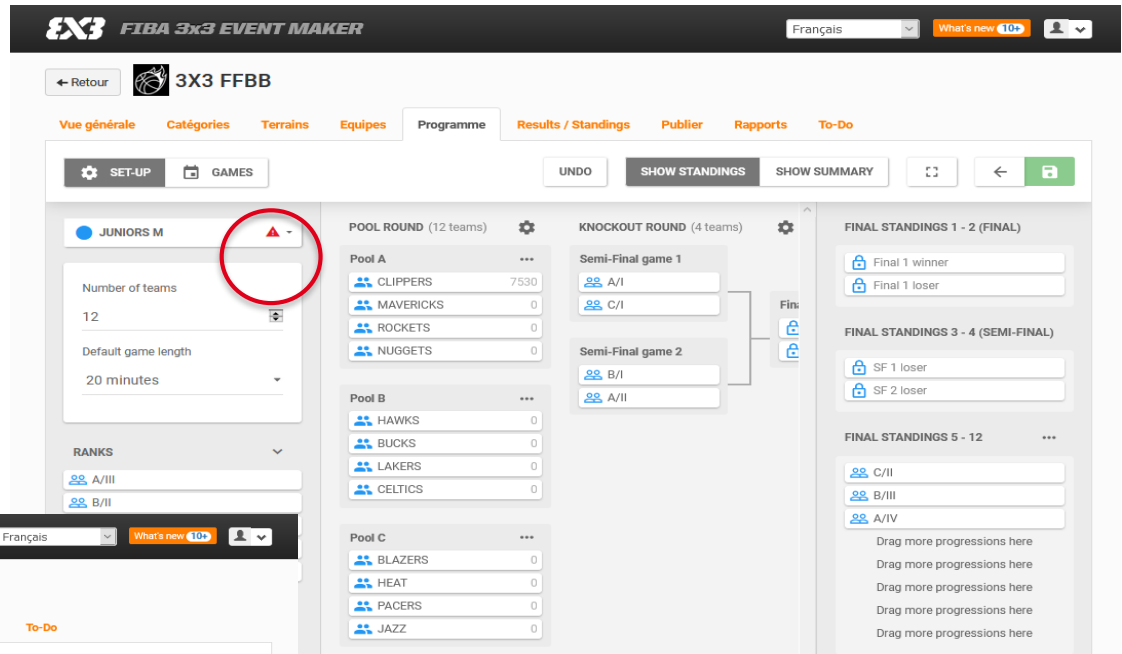 3X3 FIBA 3x3 EVENT MAKER
Français
What's new 10+
Retour
3X3 FFBB
Vue générale
Catégories
Terrains
Equipes
Programme
Results / Standings
Publier
Rapports
To-Do
SET-UP
GAMES
UNDO
SHOW STANDINGS
SHOW SUMMARY
JUNIORS M
Number of teams
12
Default game length
20 minutes
RANKS
A/III
B/II
POOL ROUND (12 teams)
Pool A
CLIPPERS 7530
MAVERICKS 0
ROCKETS 0
NUGGETS 0
Pool B
HAWKS 0
BUCKS 0
LAKERS 0
CELTICS 0
Pool C
BLAZERS 0
HEAT 0
PACERS 0
JAZZ 0
KNOCKOUT ROUND (4 teams)
Semi-Final game 1
A/I
C/I
Semi-Final game 2
B/I
A/II
Fina
FINAL STANDINGS 1 - 2 (FINAL)
Final 1 winner
Final 1 loser
FINAL STANDINGS 3 - 4 (SEMI-FINAL)
SF 1 loser
SF 2 loser
FINAL STANDINGS 5 - 12
C/II
B/III
A/IV
Drag more progressions here
Drag more progressions here
Drag more progressions here
Drag more progressions here
Drag more progressions here
Français
What's new 10+
To-Do